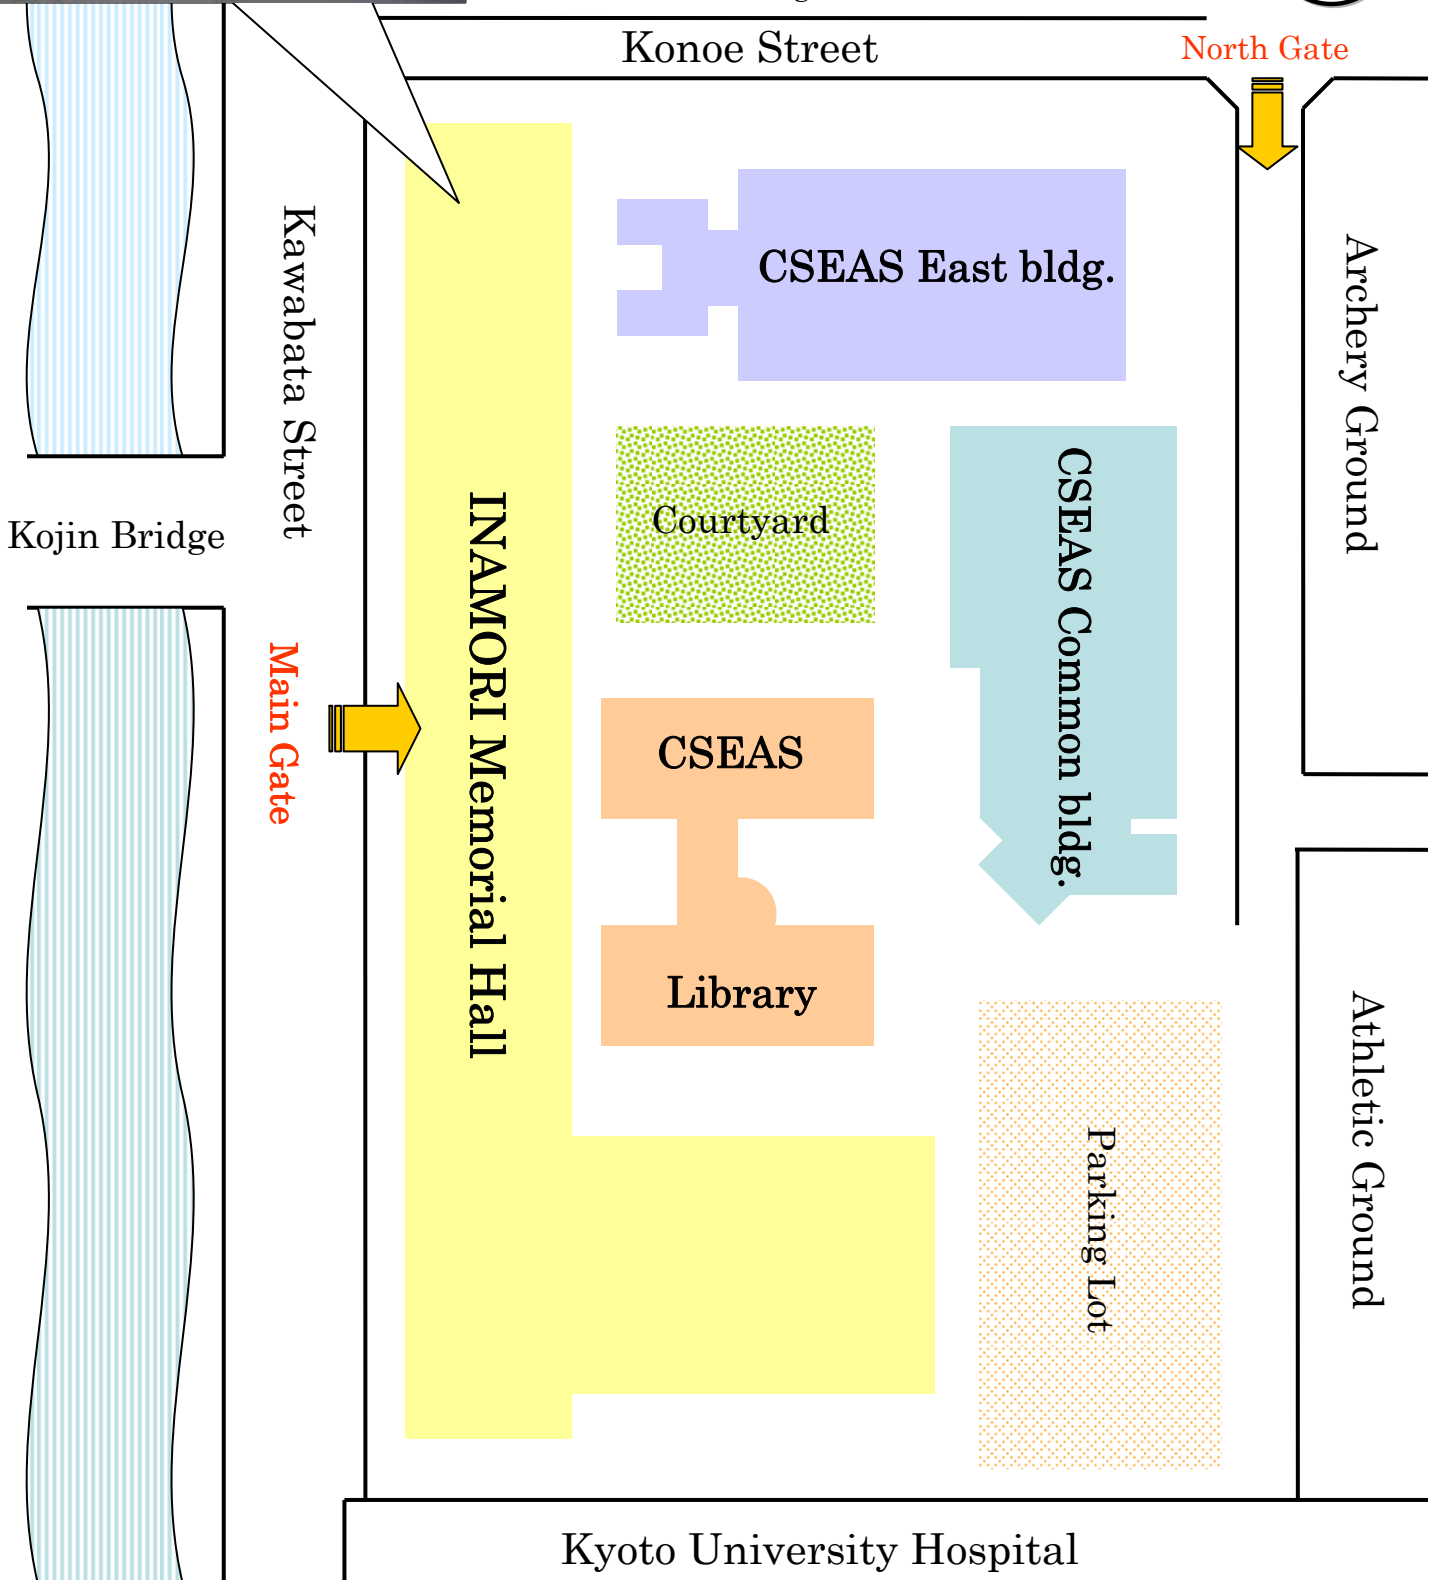 Konoe Street
North Gate
Kawabata Street
CSEAS East bldg.
Archery Ground
Courtyard
Kojin Bridge
INAMORI Memorial Hall
CSEAS Common bldg.
Main Gate
CSEAS
Library
Athletic Ground
Parking Lot
Kyoto University Hospital